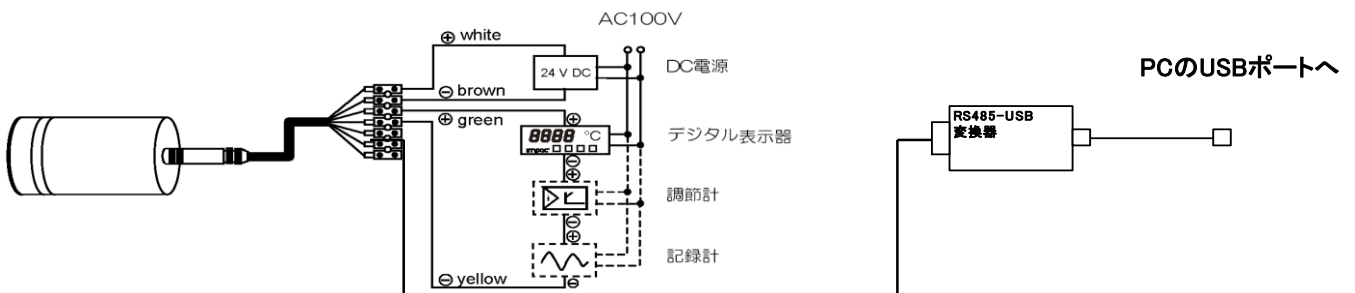 AC100V
⊕ white
24 V DC
DC電源
PCのUSBポートへ
⊖ brown
⊕ green
8888 °C
impac
デジタル表示器
RS485-USB
変換器
調節計
記録計
⊖ yellow